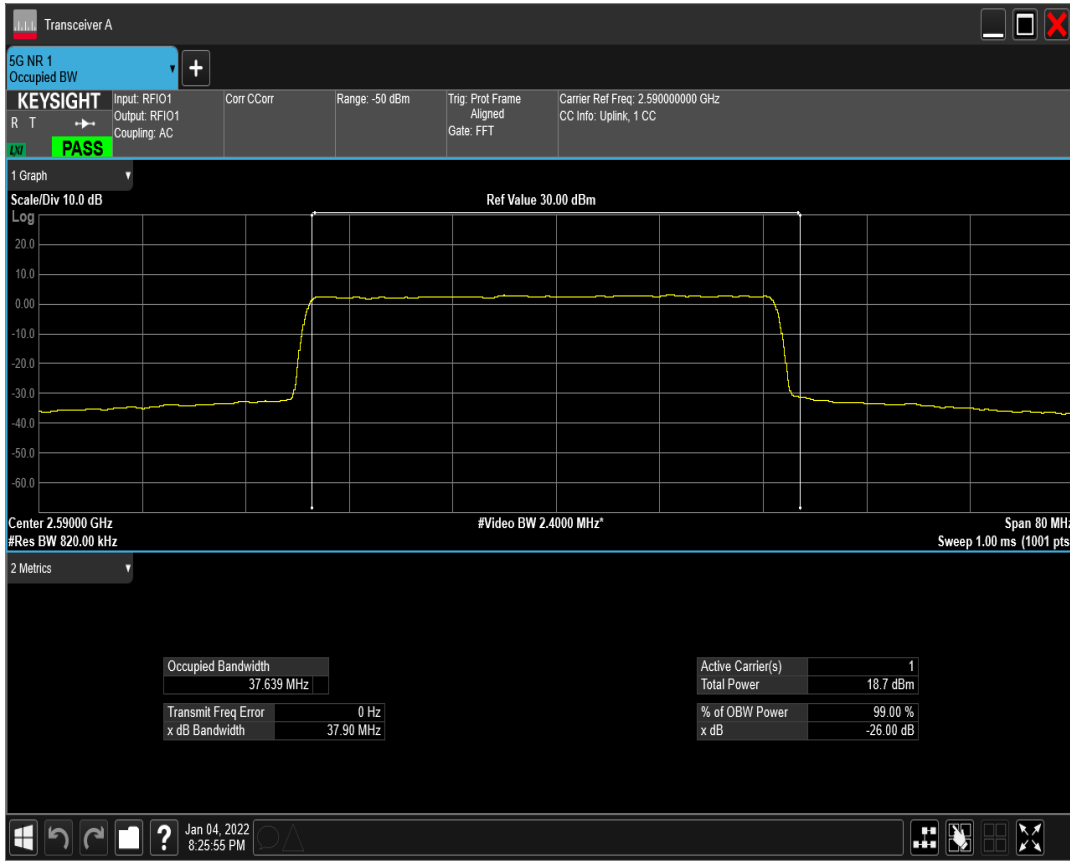 Transceiver A
5G NR 1
Occupied BW
+
KEYSIGHT
R T
LXI
PASS
Input: RFIO1
Output: RFIO1
Coupling: AC
Corr CCorr
Range: -50 dBm
Trig: Prot Frame
Aligned
Gate: FFT
Carrier Ref Freq: 2.590000000 GHz
CC Info: Uplink, 1 CC
1 Graph
Scale/Div 10.0 dB
Ref Value 30.00 dBm
Log
20.0
10.0
0.00
-10.0
-20.0
-30.0
-40.0
-50.0
-60.0
Center 2.59000 GHz
#Video BW 2.4000 MHz*
Span 80 MHz
#Res BW 820.00 kHz
Sweep 1.00 ms (1001 pts
2 Metrics
Occupied Bandwidth
37.639 MHz
Transmit Freq Error 0 Hz
x dB Bandwidth 37.90 MHz
Active Carrier(s) 1
Total Power 18.7 dBm
% of OBW Power 99.00 %
x dB -26.00 dB
?
Jan 04, 2022
8:25:55 PM